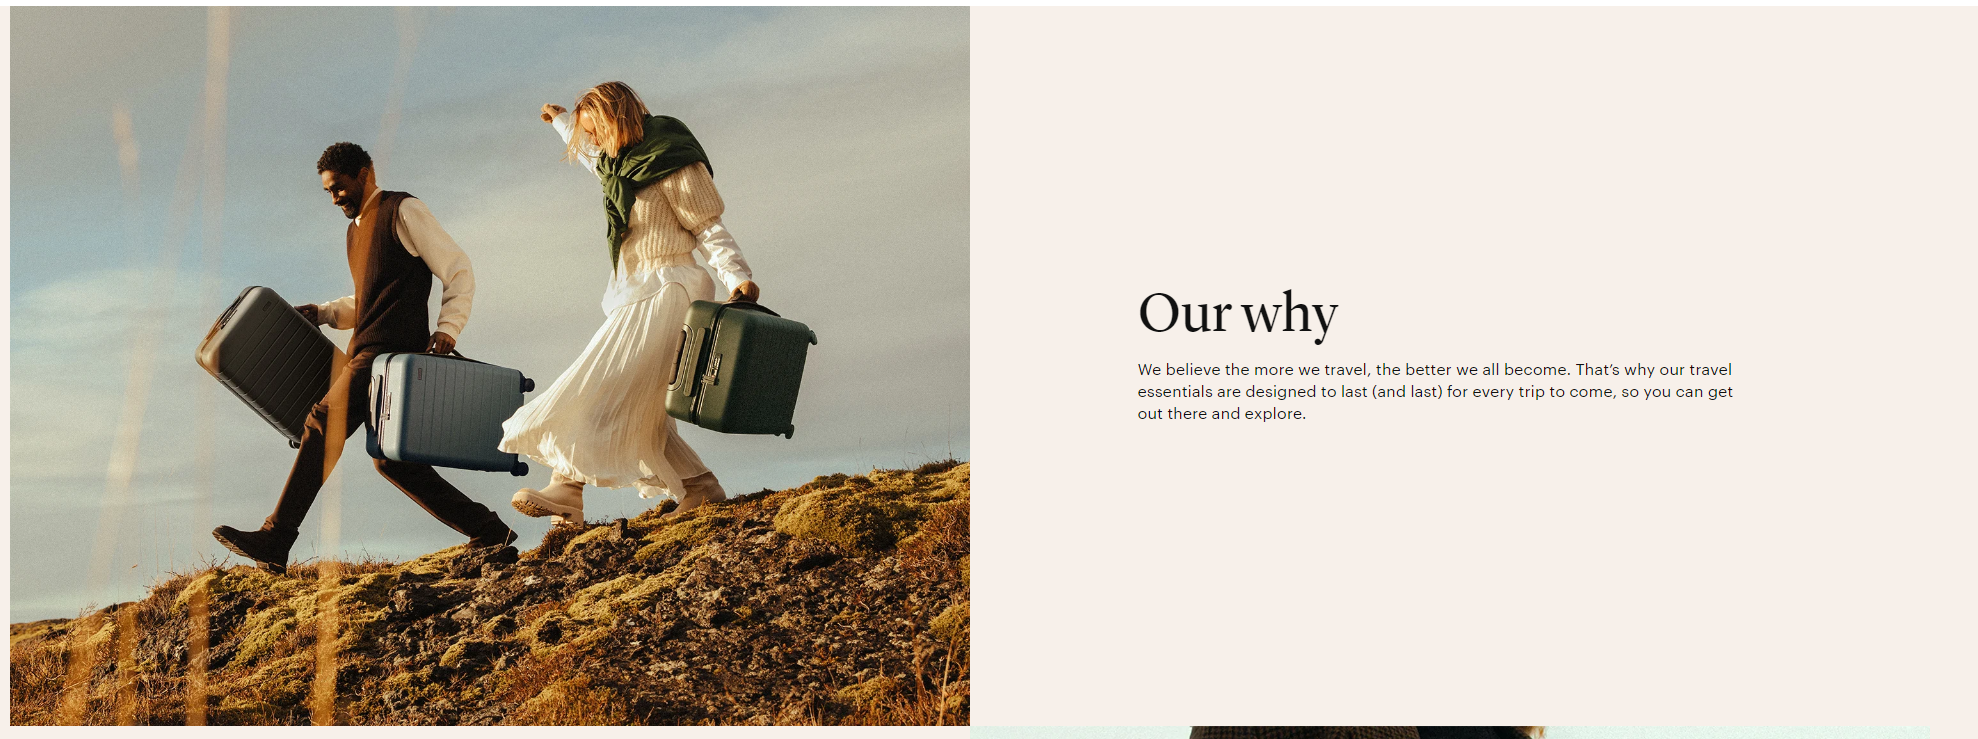 Our why
We believe the more we travel, the better we all become. That’s why our travel
essentials are designed to last (and last) for every trip to come, so you can get
out there and explore.